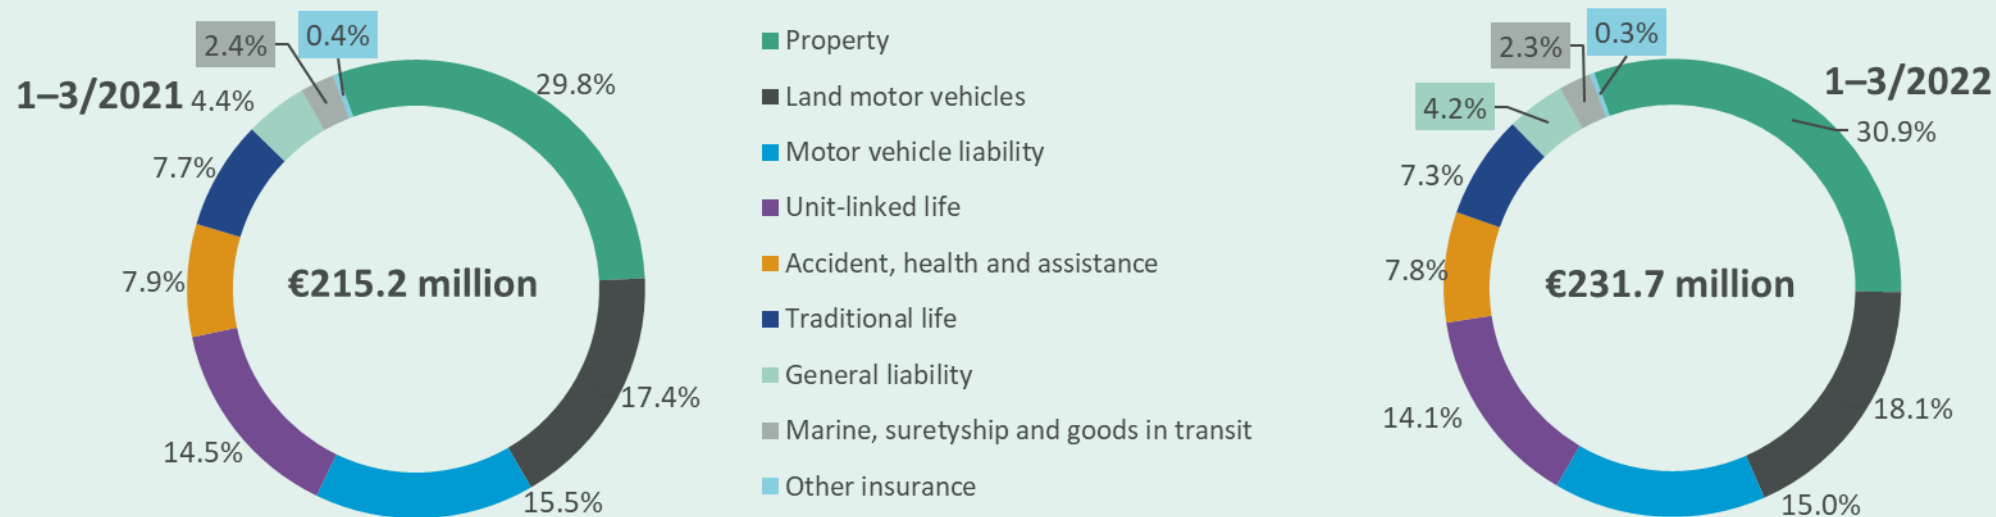 1–3/2021
2.4%
0.4%
4.4%
29.8%
7.7%
7.9%
€215.2 million
17.4%
14.5%
15.5%
Property
Land motor vehicles
Motor vehicle liability
Unit-linked life
Accident, health and assistance
Traditional life
General liability
Marine, suretyship and goods in transit
Other insurance
1–3/2022
2.3%
0.3%
4.2%
30.9%
7.3%
7.8%
€231.7 million
14.1%
18.1%
15.0%